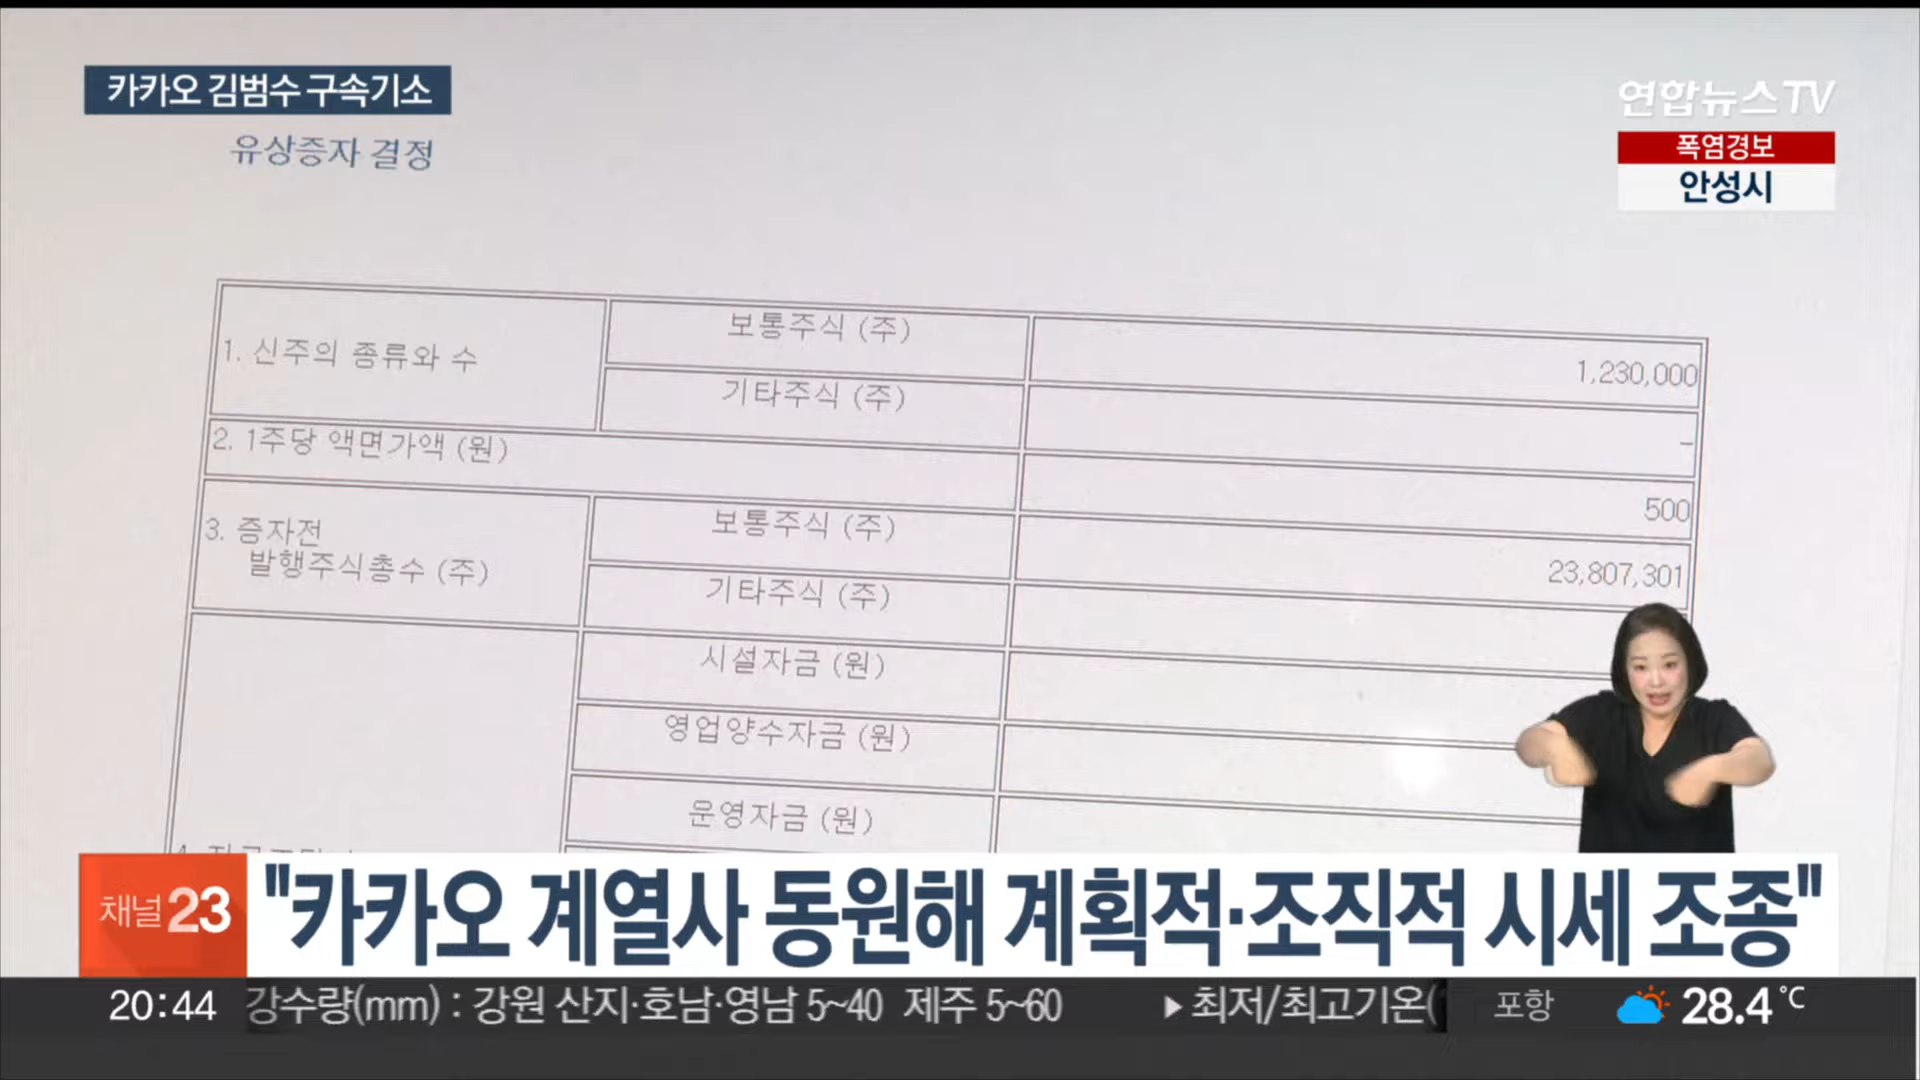 카카오 김범수 구속기소
연합뉴스TV
폭염경보
안성시
유상증자 결정
1. 신주의 종류와 수
보통주식 (주)
1,230,000
기타주식 (주)
-
2. 1주당 액면가액 (원)
500
3. 증자전
발행주식총수 (주)
보통주식 (주)
23,807,301
기타주식 (주)
시설자금 (원)
영업양수자금 (원)
운영자금 (원)
채널 23
"카카오 계열사 동원해 계획적·조직적 시세 조종"
20:44
강수량(mm) : 강원 산지·호남·영남 5~40 제주 5~60 ▶최저/최고기온(
포항
28.4℃